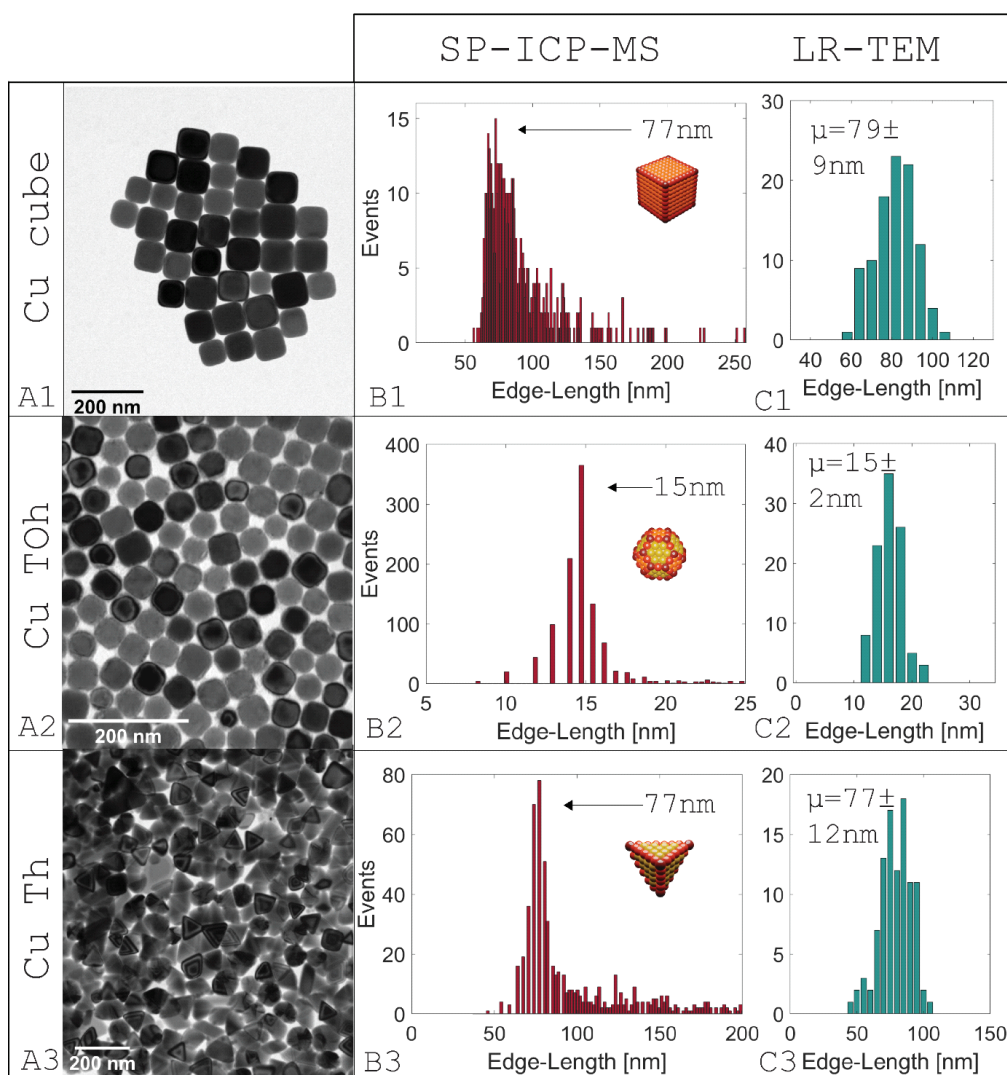 SP-ICP-MS
LR-TEM
Cu cube
200 nm
A1
15
10
5
0
Events
50
100
150
200
250
Edge-Length [nm]
77nm
B1
30
20
10
0
40
60
80
100
120
Edge-Length [nm]
μ=79±
9nm
C1
Cu TOh
200 nm
A2
400
300
200
100
0
Events
5
10
15
20
25
Edge-Length [nm]
15nm
B2
40
30
20
10
0
0
10
20
30
Edge-Length [nm]
μ=15±
2nm
C2
Cu Th
200 nm
A3
80
60
40
20
0
Events
0
50
100
150
200
Edge-Length [nm]
77nm
B3
20
15
10
5
0
0
50
100
150
Edge-Length [nm]
μ=77±
12nm
C3